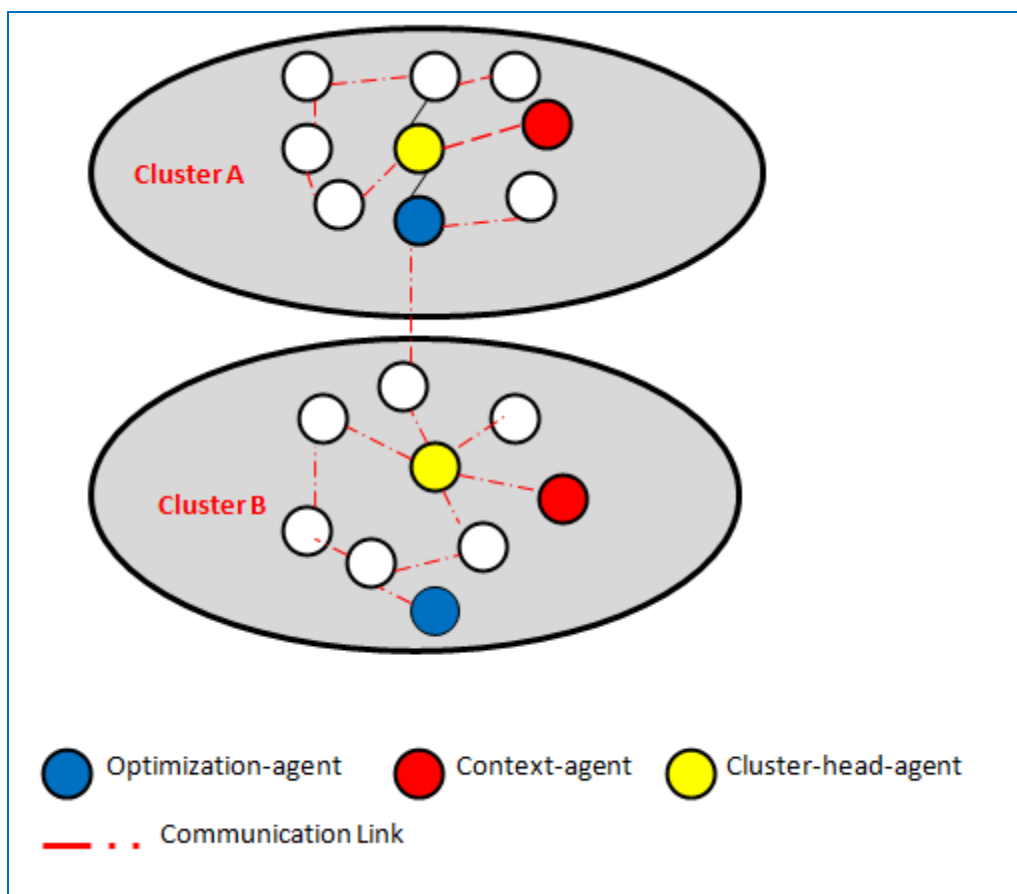 Cluster A
Cluster B
Optimization-agent
Context-agent
Cluster-head-agent
Communication Link